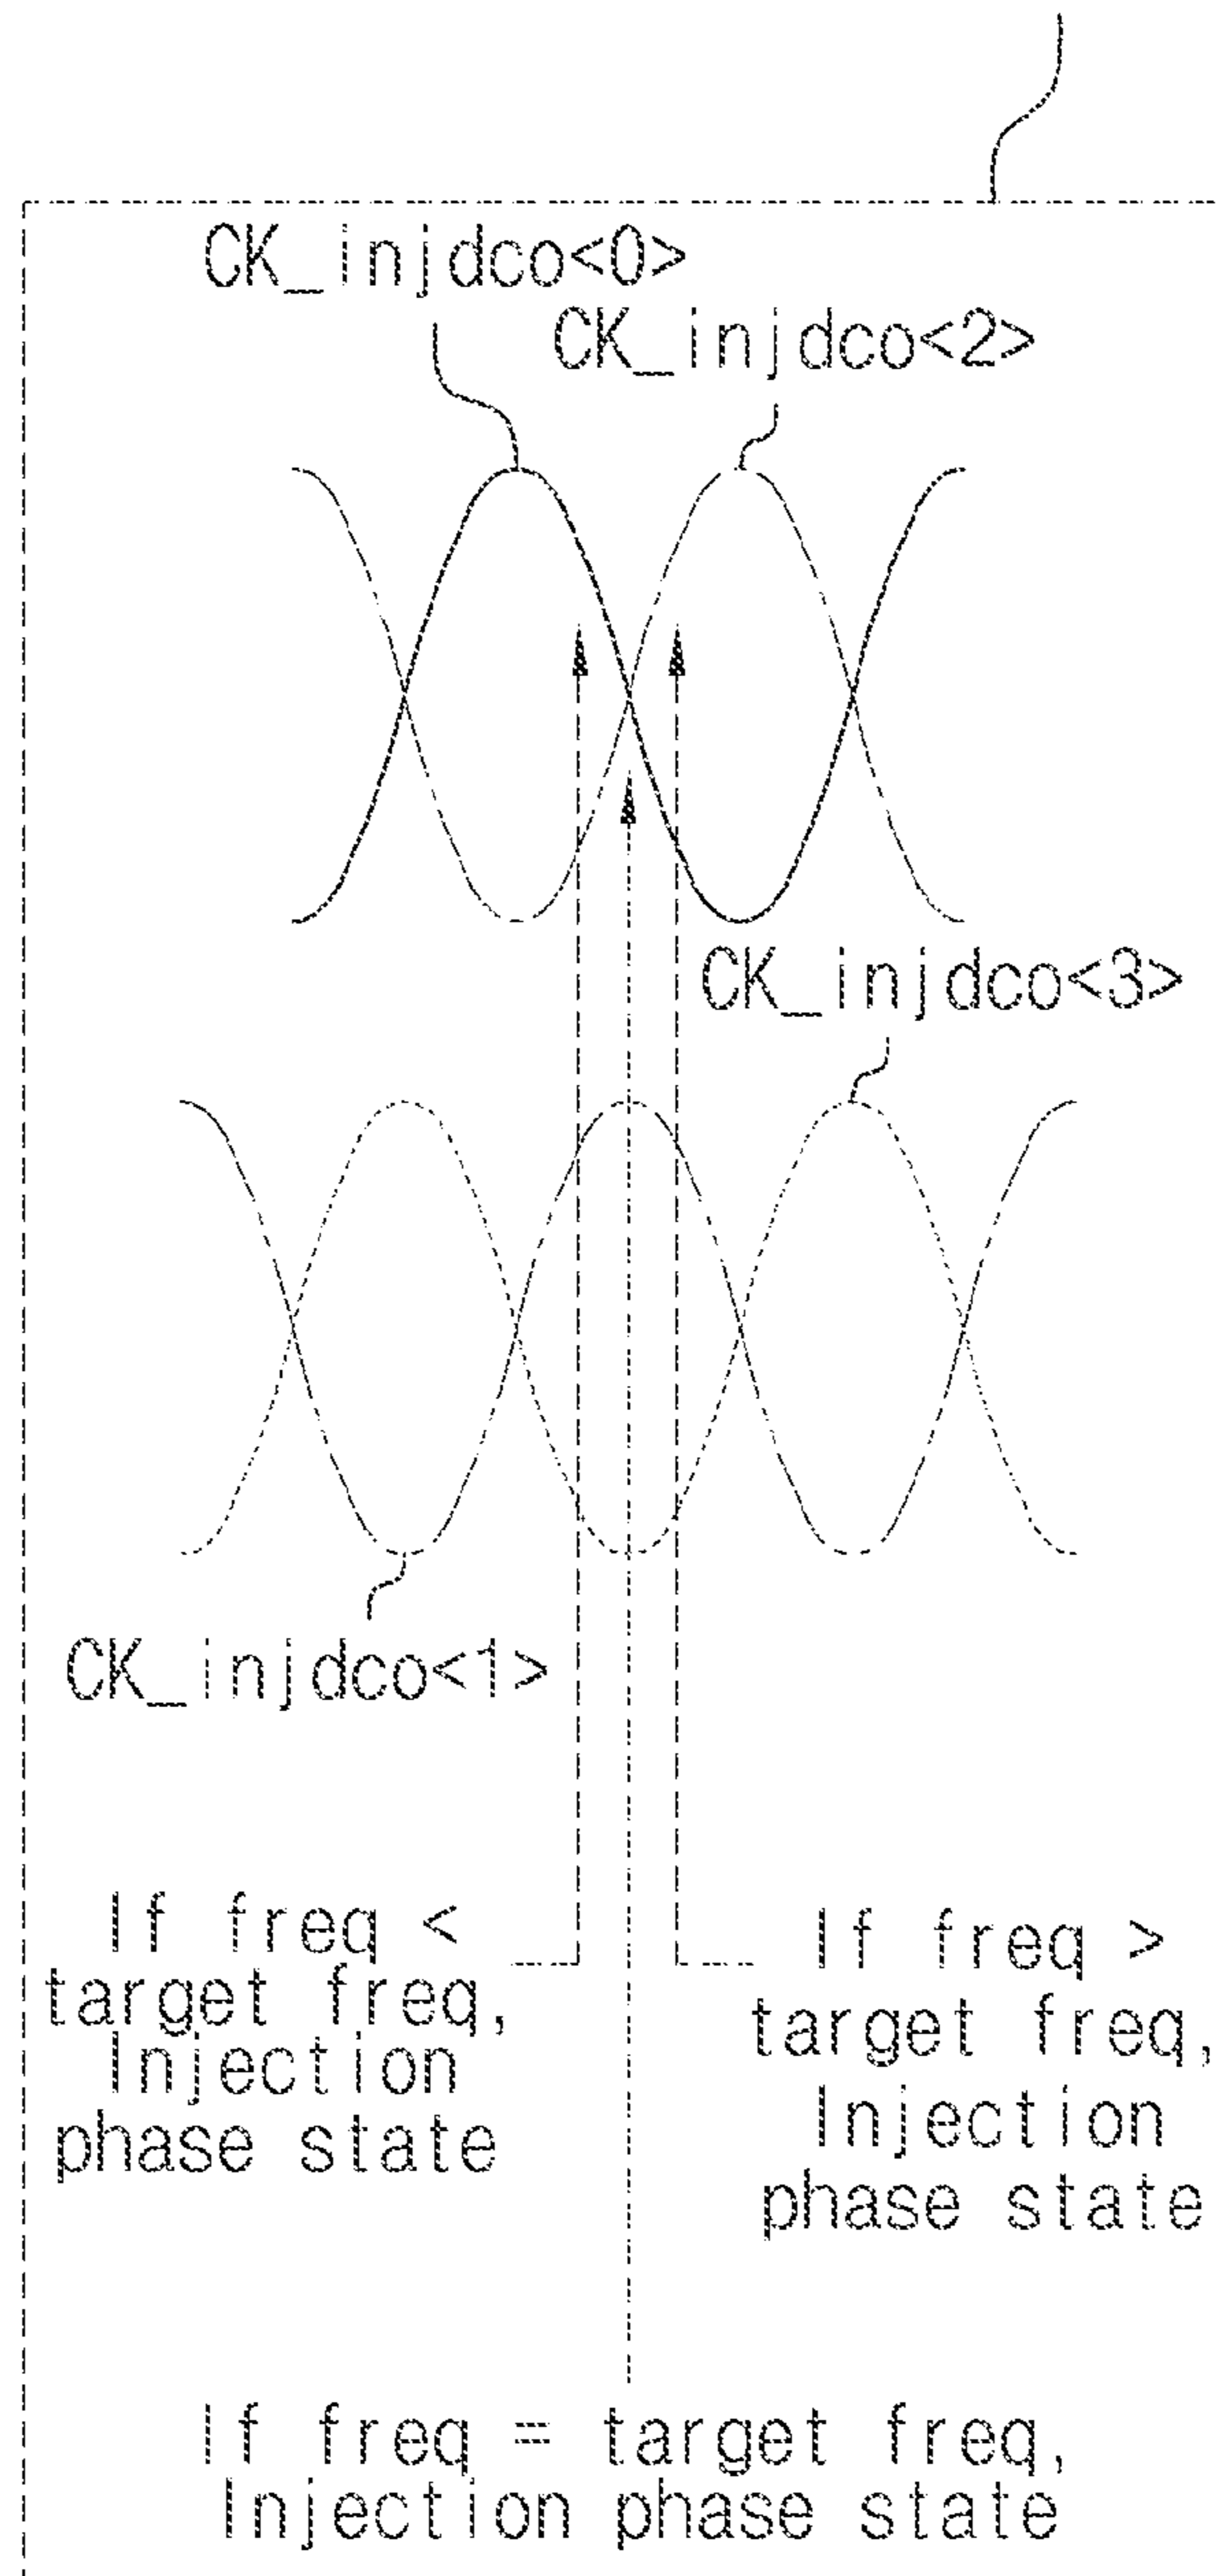 CK_injdco<0>
CK_injdco<2>
CK_injdco<3>
CK_injdco<1>
If freq <
target freq,
Injection
phase state
If freq >
target freq,
Injection
phase state
If freq = target freq,
Injection phase state